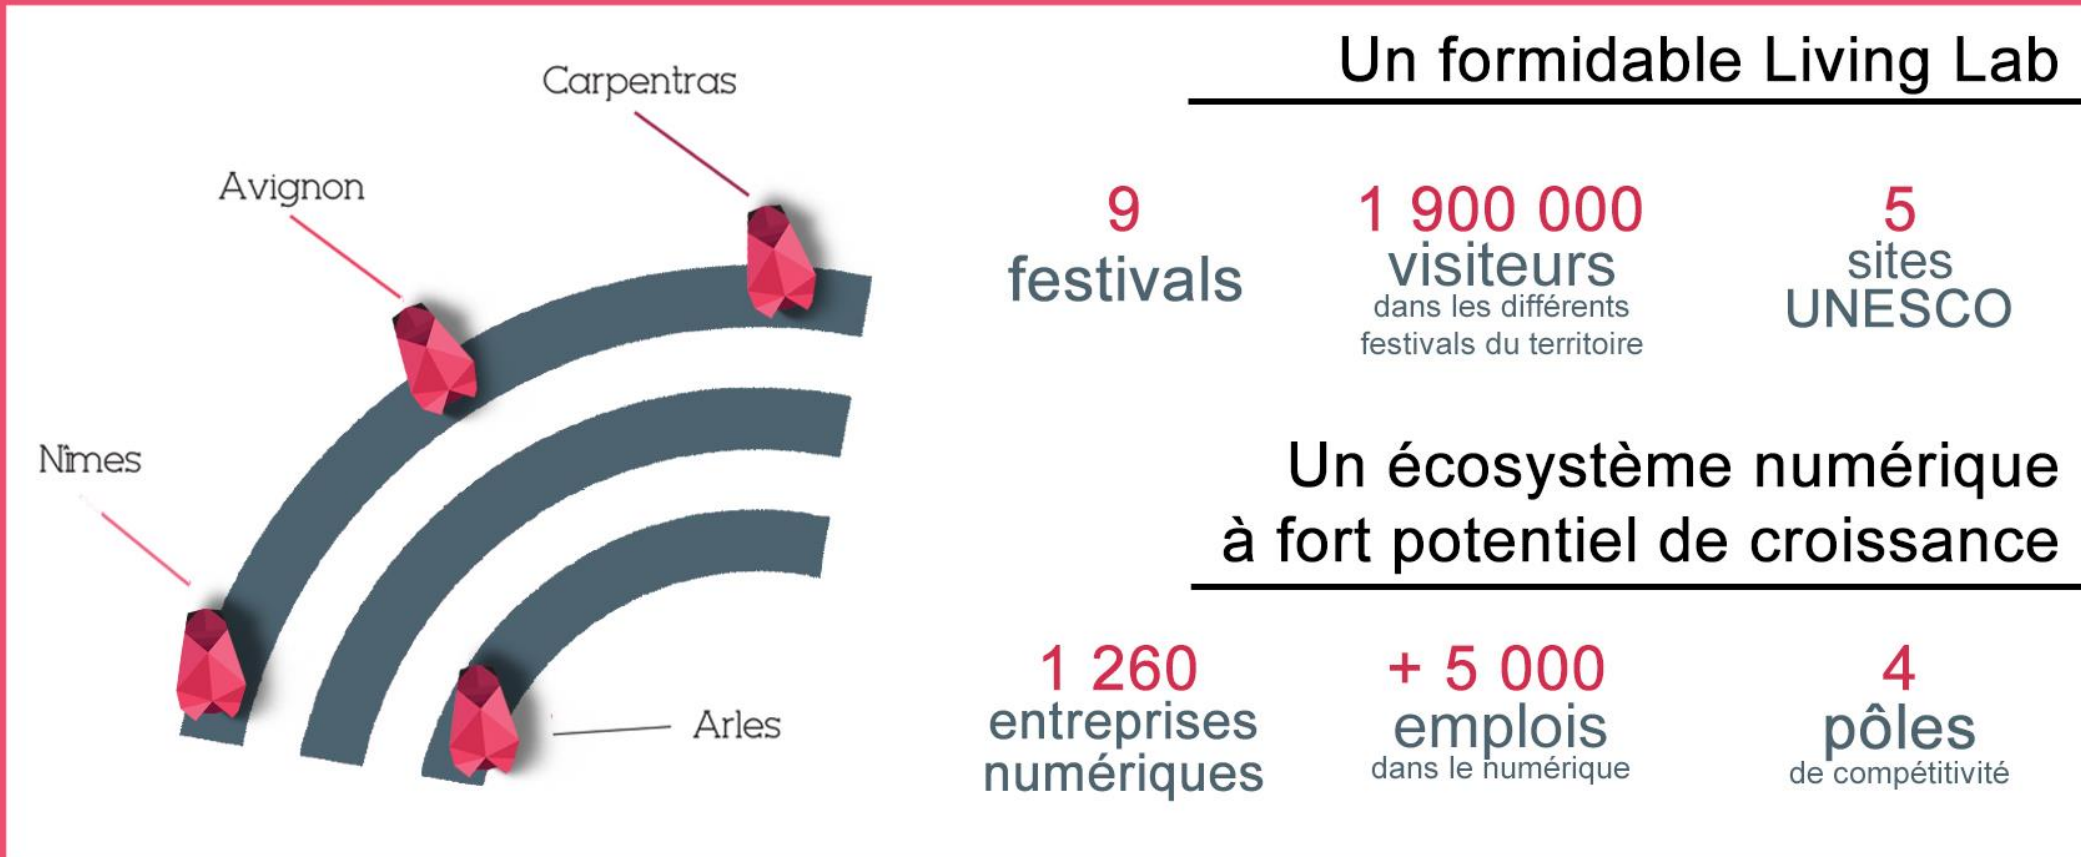 Carpentras
Avignon
Nîmes
Arles
Un formidable Living Lab
9
festivals
1 900 000
visiteurs
dans les différents
festivals du territoire
5
sites
UNESCO
Un écosystème numérique
à fort potentiel de croissance
1 260
entreprises
numériques
+ 5 000
emplois
dans le numérique
4
pôles
de compétitivité